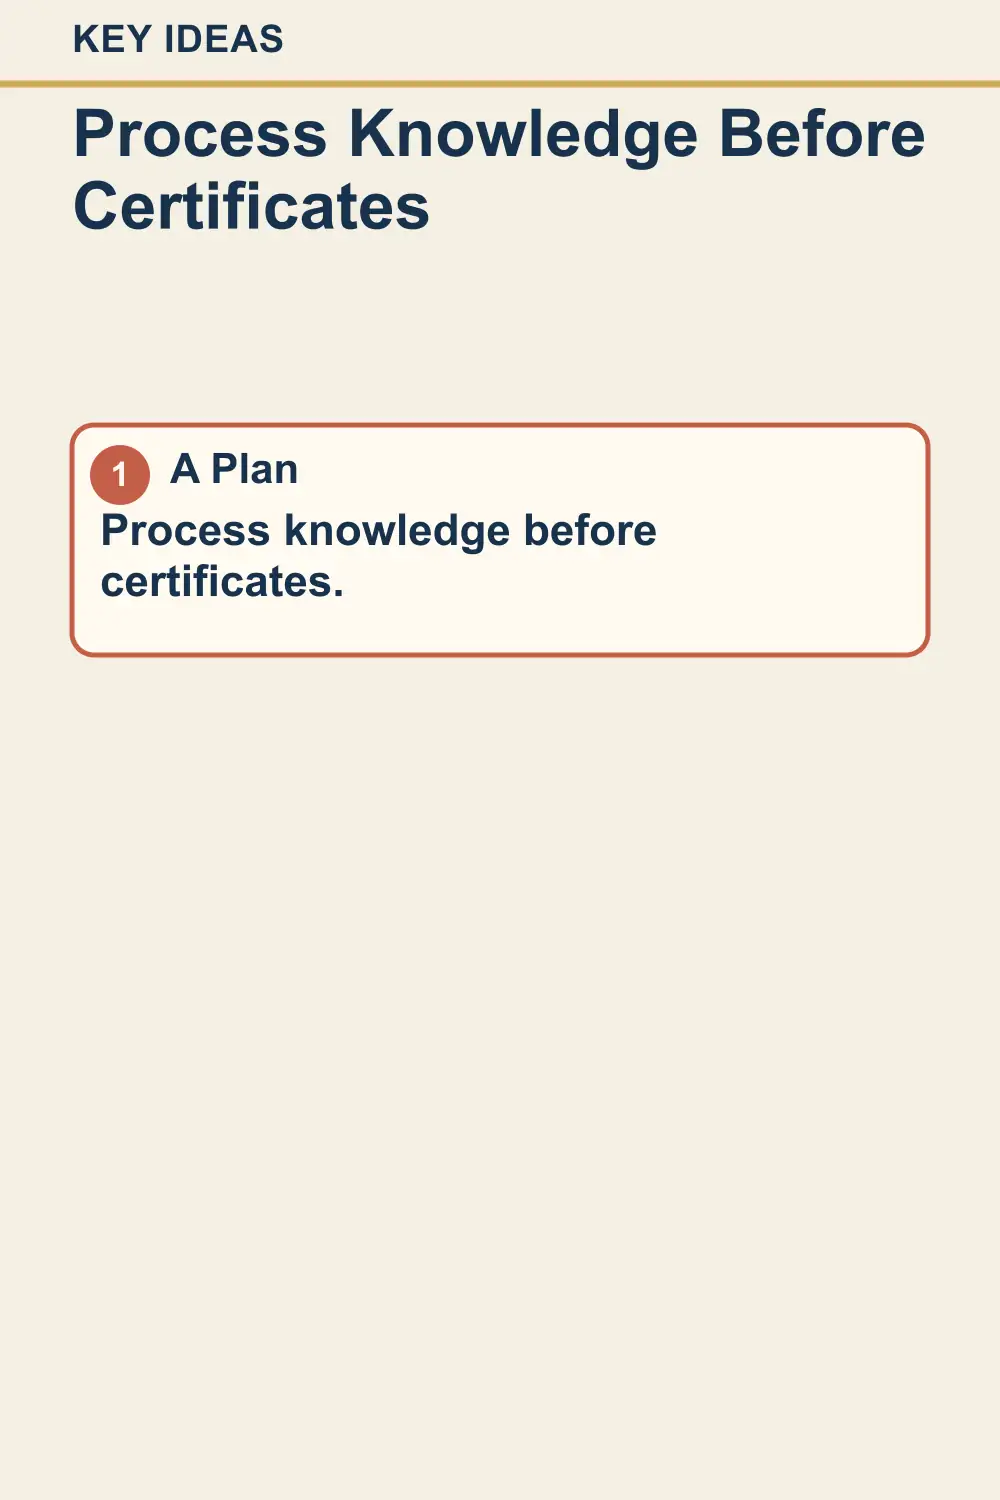 KEY IDEAS
Process Knowledge Before
Certificates
1 A Plan
Process knowledge before
certificates.